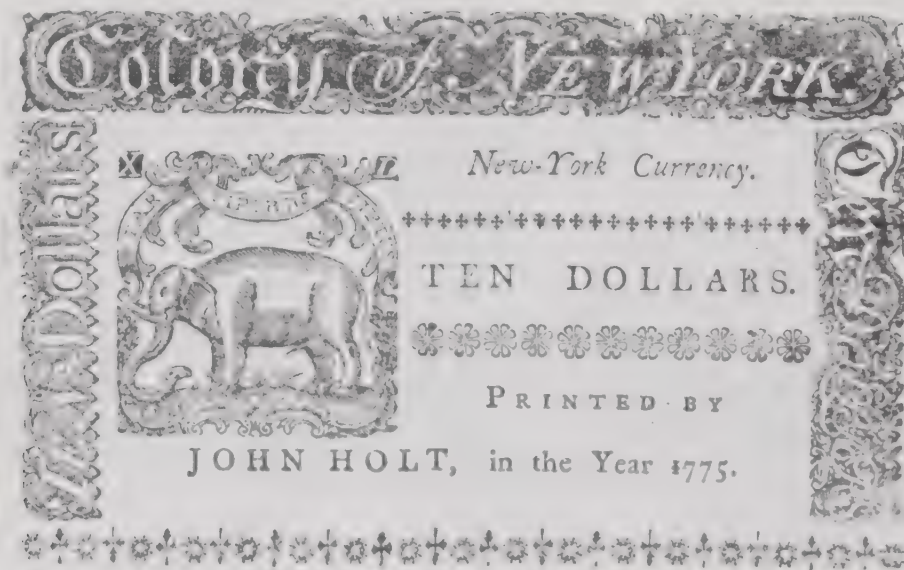 Colony of NEW-YORK.
Ten Dollars
New-York Currency.
TEN DOLLARS.
PRINTED BY
JOHN HOLT, in the Year 1775.